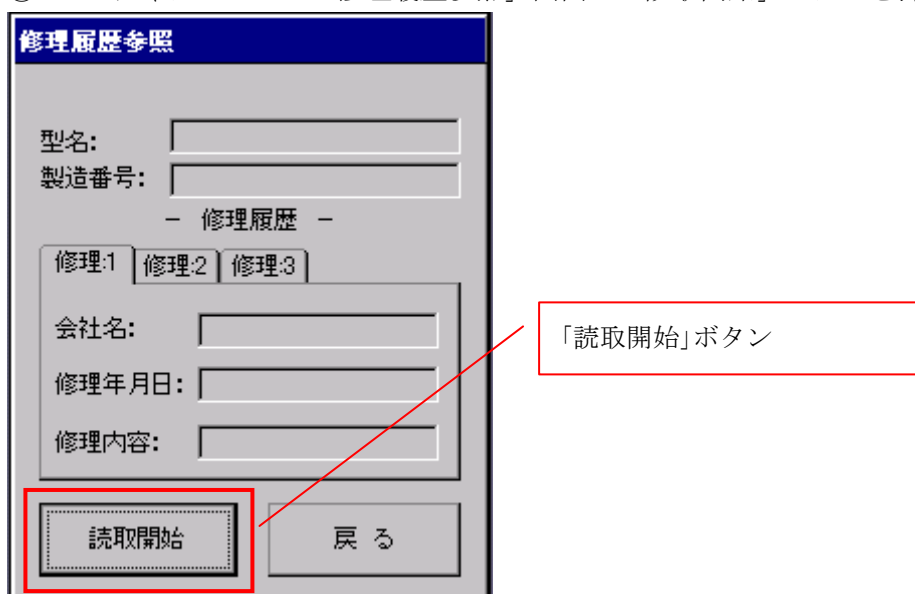 修理履歴参照
型名:
製造番号:
－ 修理履歴 －
修理:1 修理:2 修理:3
会社名:
修理年月日:
修理内容:
読取開始 戻る
「読取開始」ボタン